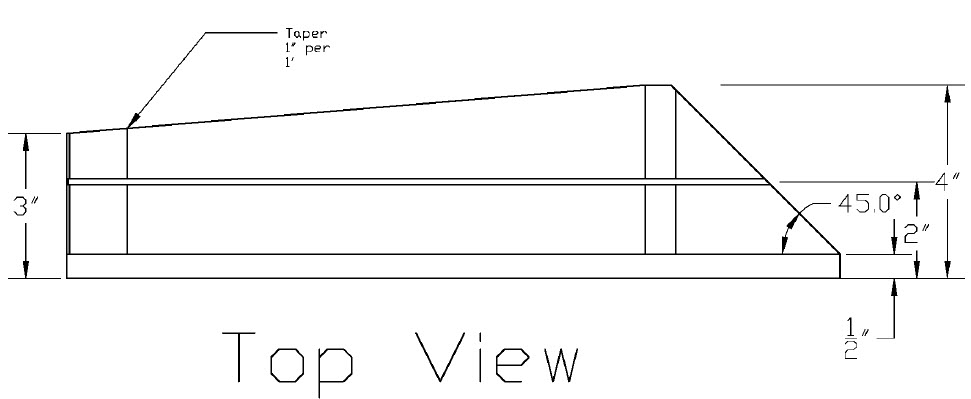 Taper
1" per
1'
4"
3"
45.0°
2"
1/2"
Top View